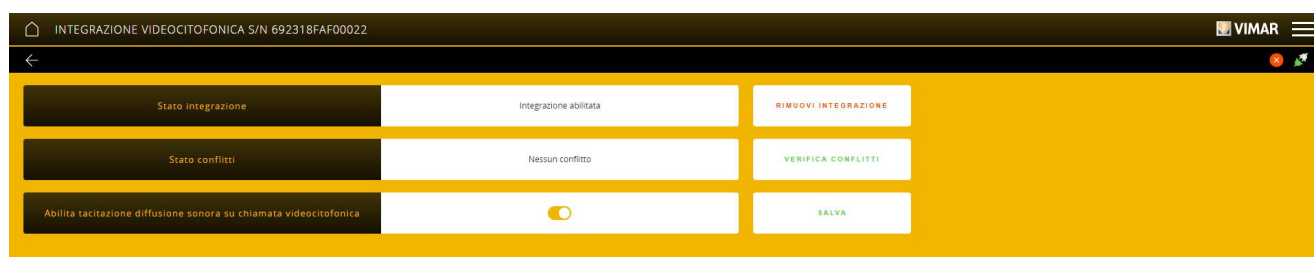 INTEGRAZIONE VIDEOCITOFONICA S/N 692318FAF00022
VIMAR
Stato integrazione
Integrazione abilitata
RIMUOVI INTEGRAZIONE
Stato conflitti
Nessun conflitto
VERIFICA CONFLITTI
Abilita tacitazione diffusione sonora su chiamata videocitofonica
SALVA